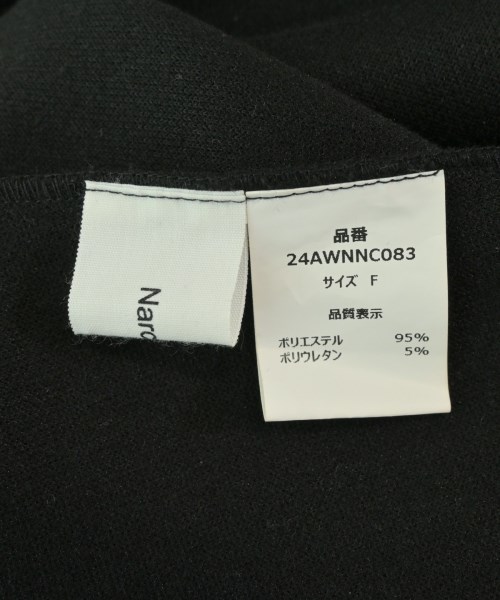 Narc
品番
24AWNNC083
サイズ F
品質表示
ポリエステル 95%
ポリウレタン 5%